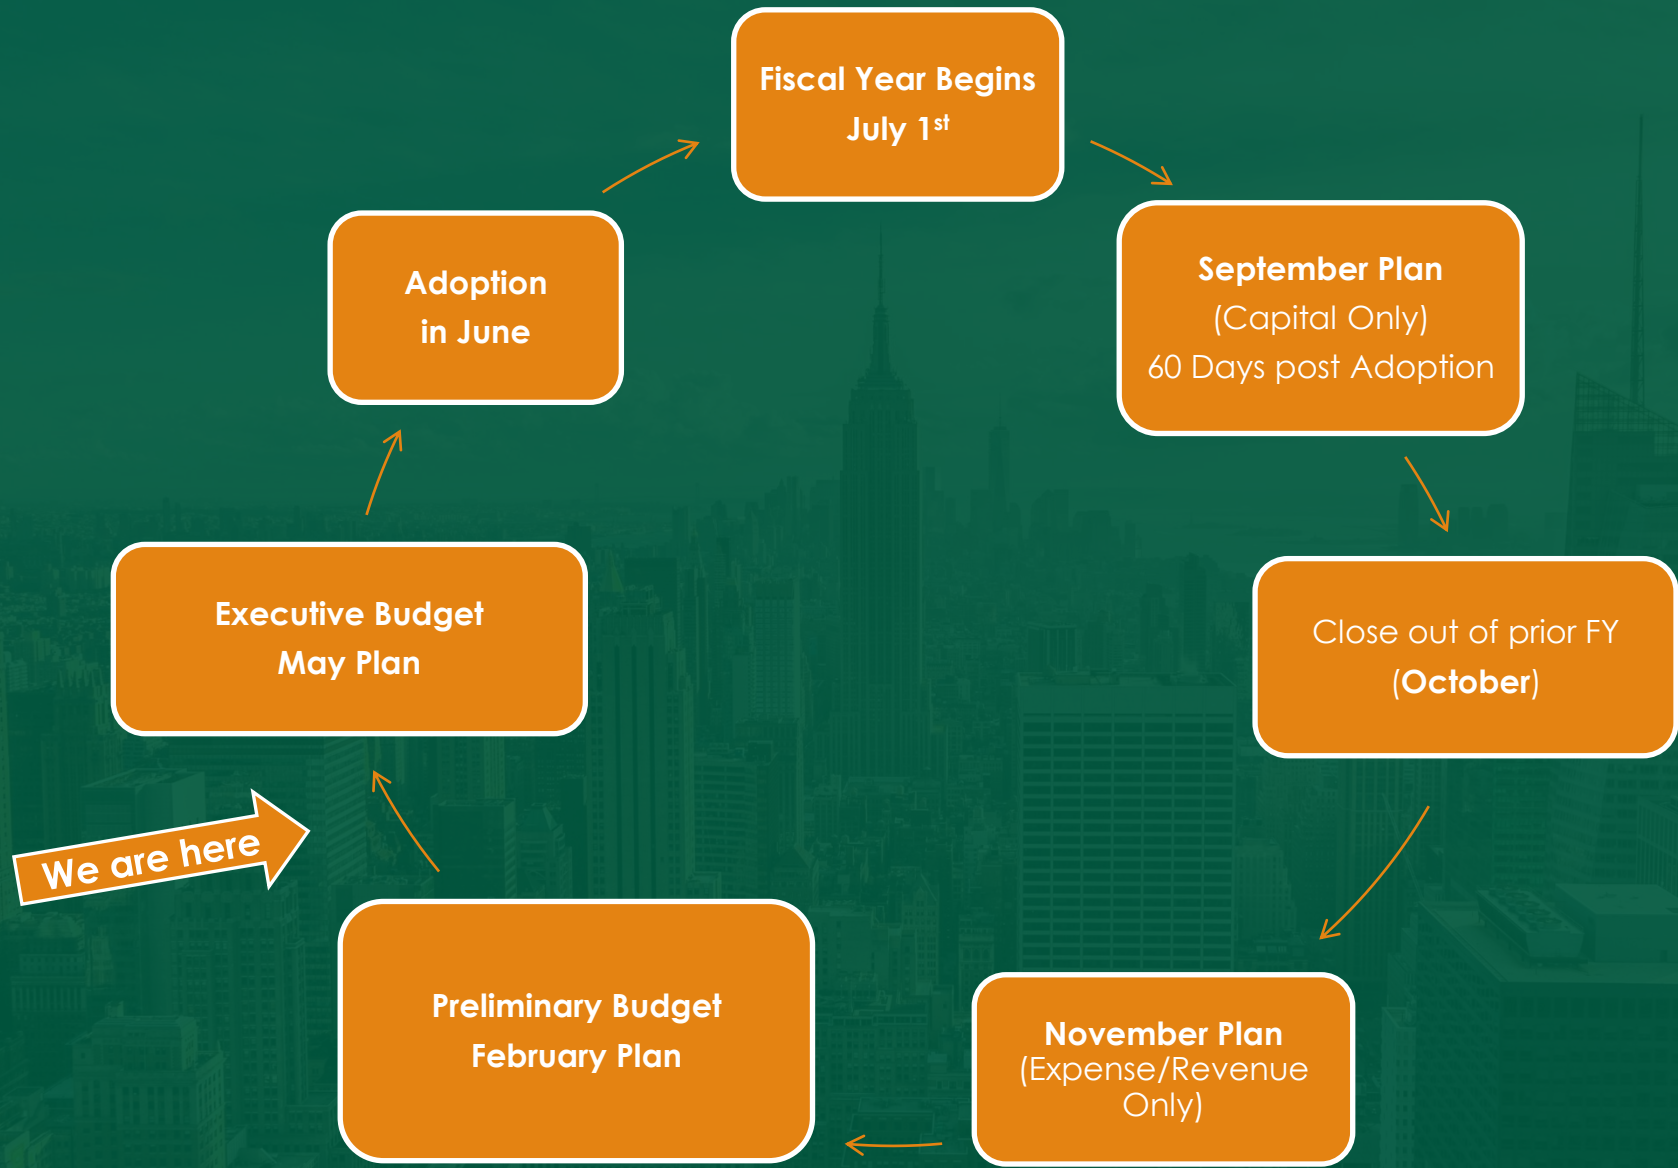 Fiscal Year Begins
July 1st
September Plan
(Capital Only)
60 Days post Adoption
Close out of prior FY
(October)
November Plan
(Expense/Revenue
Only)
Preliminary Budget
February Plan
We are here
Executive Budget
May Plan
Adoption
in June